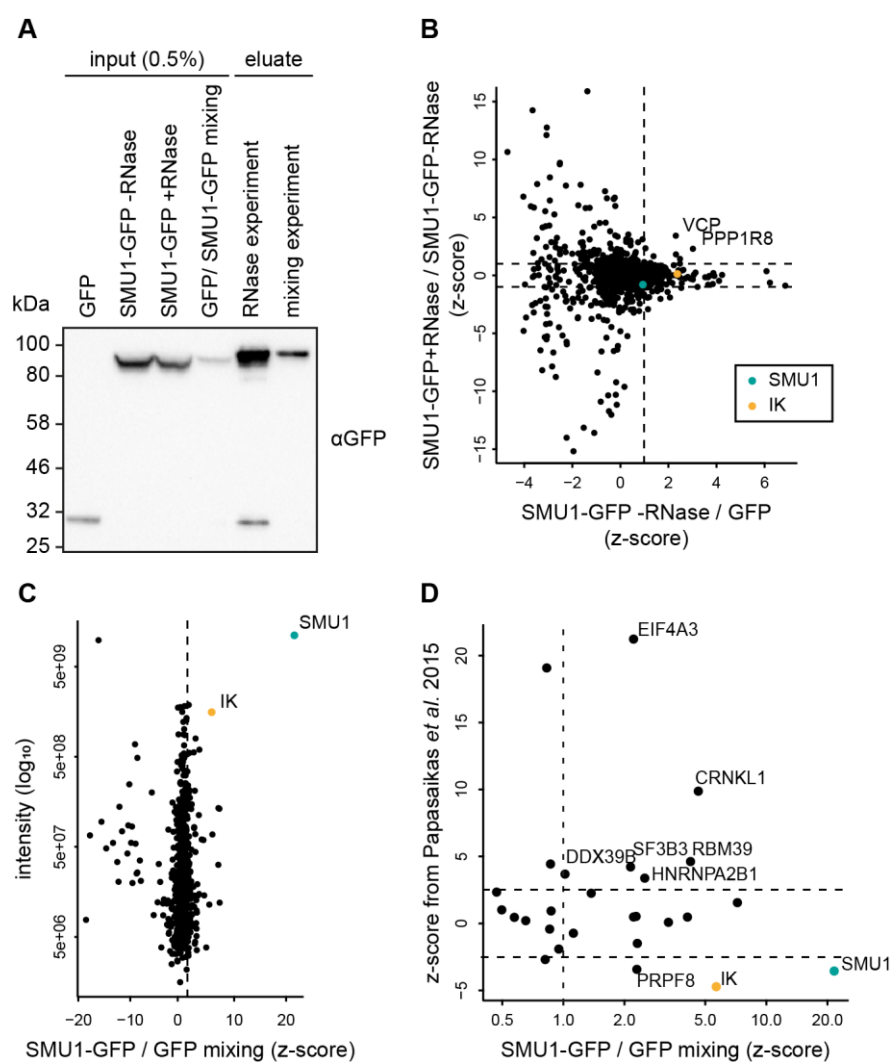 A
input (0.5%)
eluate
GFP
SMU1-GFP -RNase
SMU1-GFP +RNase
GFP/ SMU1-GFP mixing
RNase experiment
mixing experiment
kDa
100
80
58
46
32
25
αGFP
B
SMU1-GFP+RNase / SMU1-GFP-RNase
(z-score)
15
10
5
0
−5
−10
−15
VCP
PPP1R8
SMU1
IK
−4
−2
0
2
4
6
SMU1-GFP -RNase / GFP
(z-score)
C
intensity (log₁₀)
5e+09
5e+08
5e+07
5e+06
SMU1
IK
−20
−10
0
10
20
SMU1-GFP / GFP mixing (z-score)
D
z-score from Papasaikas et al. 2015
20
15
10
5
0
−5
EIF4A3
CRNKL1
DDX39B
SF3B3
RBM39
HNRNPA2B1
PRPF8
IK
SMU1
0.5
1.0
2.0
5.0
10.0
20.0
SMU1-GFP / GFP mixing (z-score)